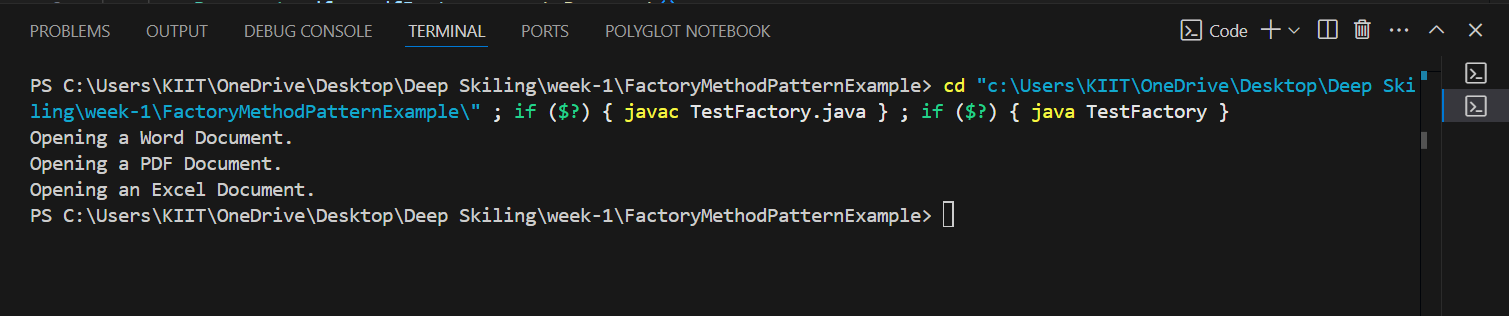 PROBLEMS OUTPUT DEBUG CONSOLE TERMINAL PORTS POLYGLOT NOTEBOOK Code
PS C:\Users\KIIT\OneDrive\Desktop\Deep Skiling\week-1\FactoryMethodPatternExample> cd "c:\Users\KIIT\OneDrive\Desktop\Deep Ski
ling\week-1\FactoryMethodPatternExample\" ; if ($?) { javac TestFactory.java } ; if ($?) { java TestFactory }
Opening a Word Document.
Opening a PDF Document.
Opening an Excel Document.
PS C:\Users\KIIT\OneDrive\Desktop\Deep Skiling\week-1\FactoryMethodPatternExample>